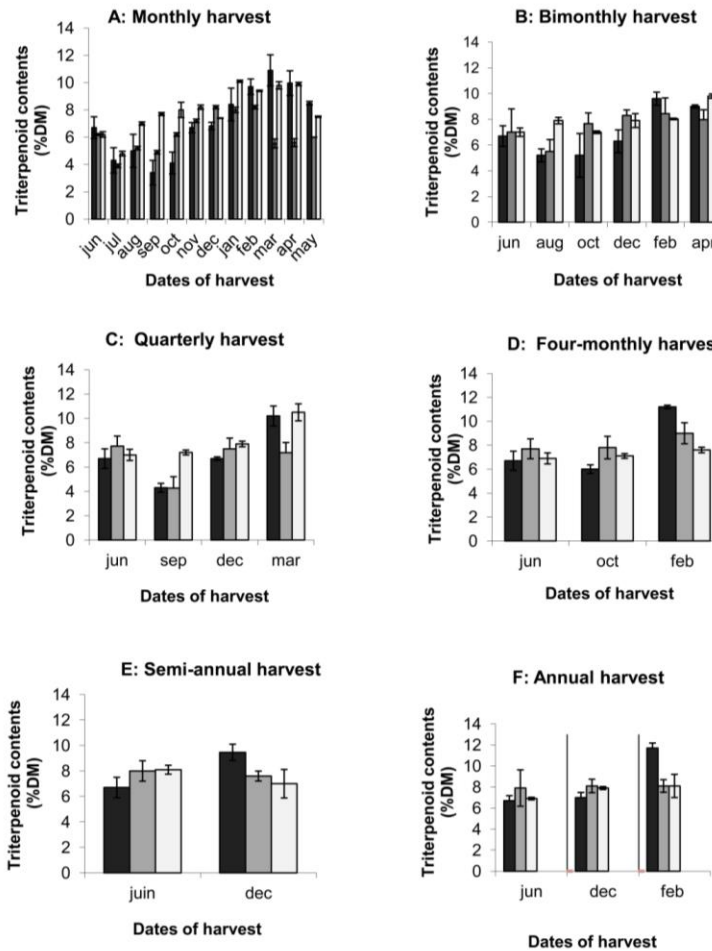 A: Monthly harvest
Triterpenoid contents
(%DM)
14
12
10
8
6
4
2
0
jun
jul
aug
sep
oct
nov
dec
jan
feb
mar
apr
may
Dates of harvest
B: Bimonthly harvest
Triterpenoid contents
(%DM)
14
12
10
8
6
4
2
0
jun aug oct dec feb apr
Dates of harvest
C: Quarterly harvest
Triterpenoid contents
(%DM)
14
12
10
8
6
4
2
0
jun sep dec mar
Dates of harvest
D: Four-monthly harves
Triterpenoid contents
(%DM)
14
12
10
8
6
4
2
0
jun oct feb
Dates of harvest
E: Semi-annual harvest
Triterpenoid contents
(%DM)
14
12
10
8
6
4
2
0
juin dec
Dates of harvest
F: Annual harvest
Triterpenoid contents
(%DM)
14
12
10
8
6
4
2
0
jun dec feb
Dates of harvest